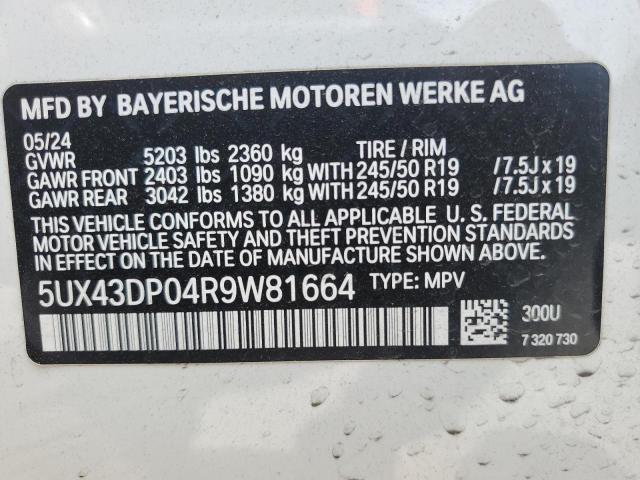 MFD BY BAYERISCHE MOTOREN WERKE AG
05/24
GVWR 5203 lbs 2360 kg TIRE / RIM
GAWR FRONT 2403 lbs 1090 kg WITH 245/50 R19 /7.5J x 19
GAWR REAR 3042 lbs 1380 kg WITH 245/50 R19 /7.5J x 19
THIS VEHICLE CONFORMS TO ALL APPLICABLE U. S. FEDERAL
MOTOR VEHICLE SAFETY AND THEFT PREVENTION STANDARDS
IN EFFECT ON THE DATE OF MANUFACTURE SHOWN ABOVE.
5UX43DP04R9W81664 TYPE: MPV
300U
7 320 730